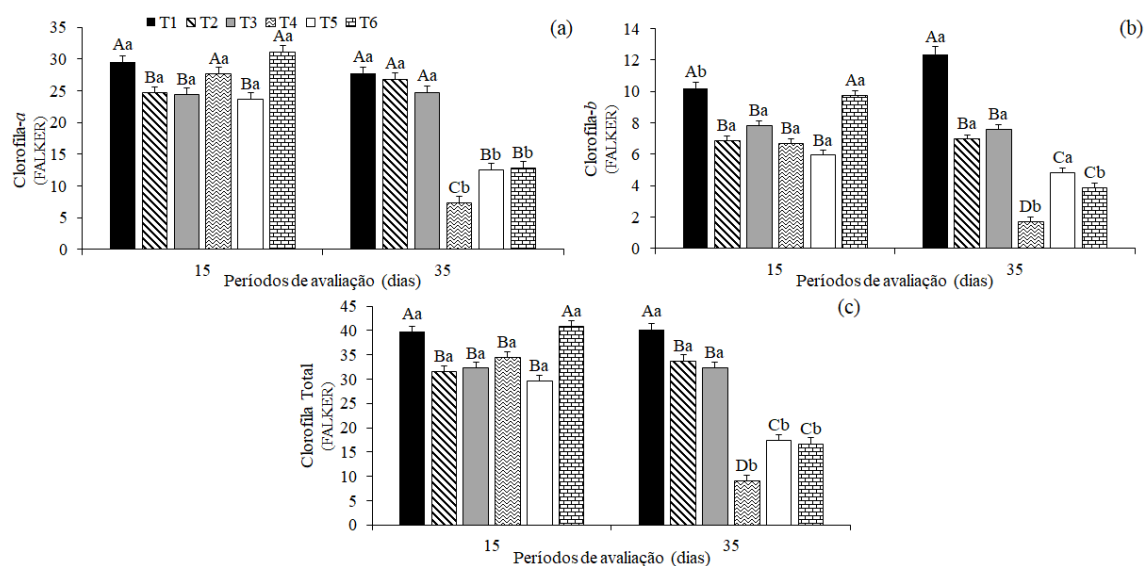 T1 T2 T3 T4 T5 T6
(a)
Clorofila-a
(FALKER)
35
30
25
20
15
10
5
0
Aa Ba Ba Aa Ba Aa
Aa Aa Aa Cb Bb Bb
15 35
Períodos de avaliação (dias)
(b)
Clorofila-b
(FALKER)
14
12
10
8
6
4
2
0
Ab Ba Ba Ba Ba Aa
Aa Ba Ba Db Ca Cb
15 35
Períodos de avaliação (dias)
(c)
Clorofila Total
(FALKER)
45
40
35
30
25
20
15
10
5
0
Aa Ba Ba Ba Ba Aa
Aa Ba Ba Db Cb Cb
15 35
Períodos de avaliação (dias)